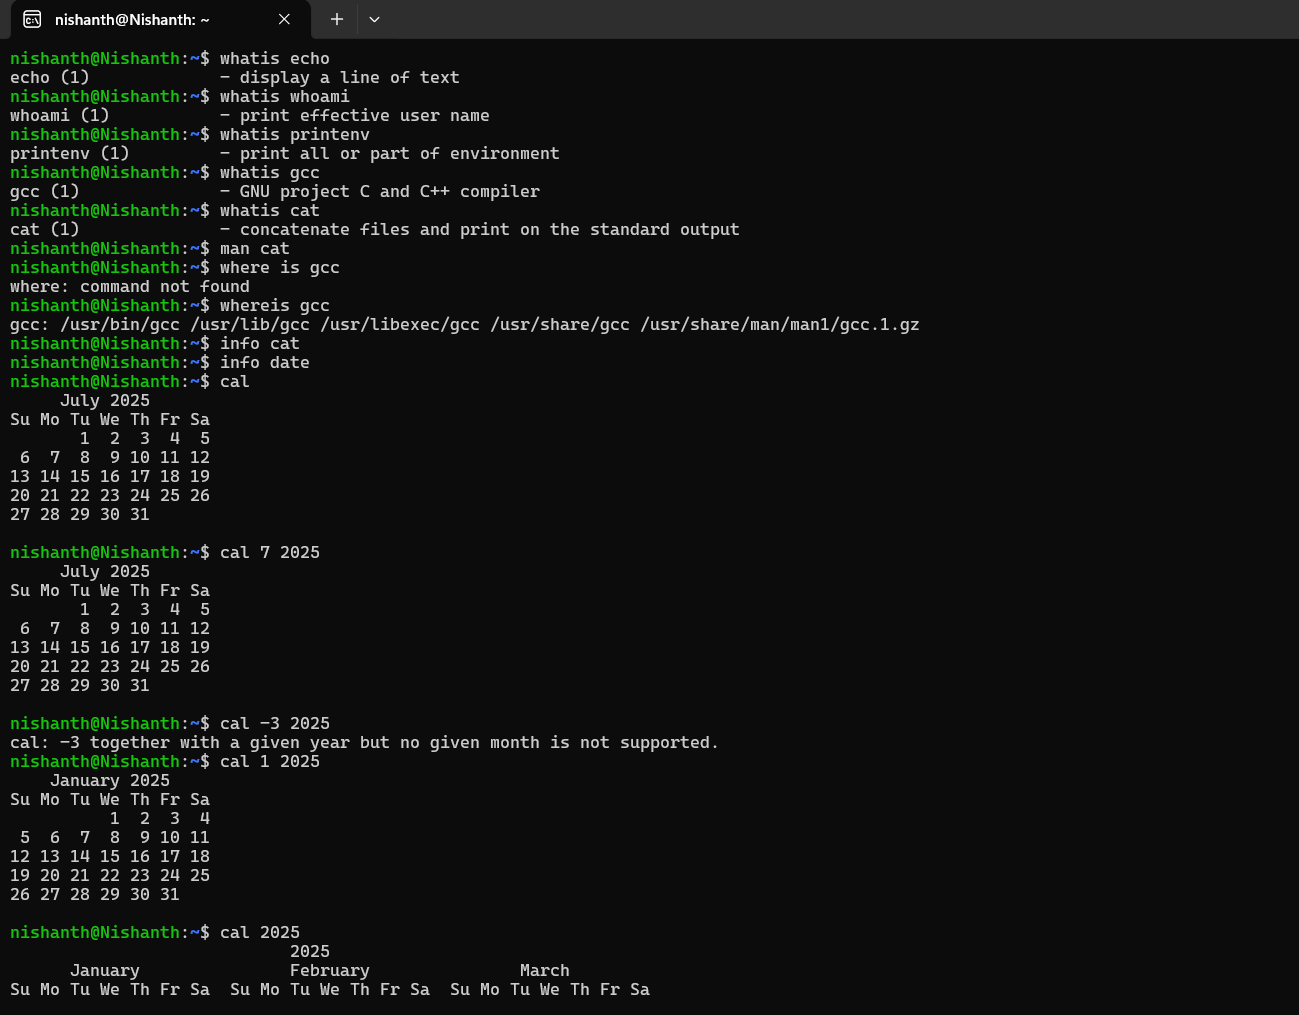 nishanth@Nishanth: ~
nishanth@Nishanth:~$ whatis echo
echo (1)             - display a line of text
nishanth@Nishanth:~$ whatis whoami
whoami (1)           - print effective user name
nishanth@Nishanth:~$ whatis printenv
printenv (1)         - print all or part of environment
nishanth@Nishanth:~$ whatis gcc
gcc (1)              - GNU project C and C++ compiler
nishanth@Nishanth:~$ whatis cat
cat (1)              - concatenate files and print on the standard output
nishanth@Nishanth:~$ man cat
nishanth@Nishanth:~$ where is gcc
where: command not found
nishanth@Nishanth:~$ whereis gcc
gcc: /usr/bin/gcc /usr/lib/gcc /usr/libexec/gcc /usr/share/gcc /usr/share/man/man1/gcc.1.gz
nishanth@Nishanth:~$ info cat
nishanth@Nishanth:~$ info date
nishanth@Nishanth:~$ cal
     July 2025
Su Mo Tu We Th Fr Sa
       1  2  3  4  5
 6  7  8  9 10 11 12
13 14 15 16 17 18 19
20 21 22 23 24 25 26
27 28 29 30 31
nishanth@Nishanth:~$ cal 7 2025
     July 2025
Su Mo Tu We Th Fr Sa
       1  2  3  4  5
 6  7  8  9 10 11 12
13 14 15 16 17 18 19
20 21 22 23 24 25 26
27 28 29 30 31
nishanth@Nishanth:~$ cal -3 2025
cal: -3 together with a given year but no given month is not supported.
nishanth@Nishanth:~$ cal 1 2025
    January 2025
Su Mo Tu We Th Fr Sa
          1  2  3  4
 5  6  7  8  9 10 11
12 13 14 15 16 17 18
19 20 21 22 23 24 25
26 27 28 29 30 31
nishanth@Nishanth:~$ cal 2025
                            2025
      January               February               March
Su Mo Tu We Th Fr Sa  Su Mo Tu We Th Fr Sa  Su Mo Tu We Th Fr Sa